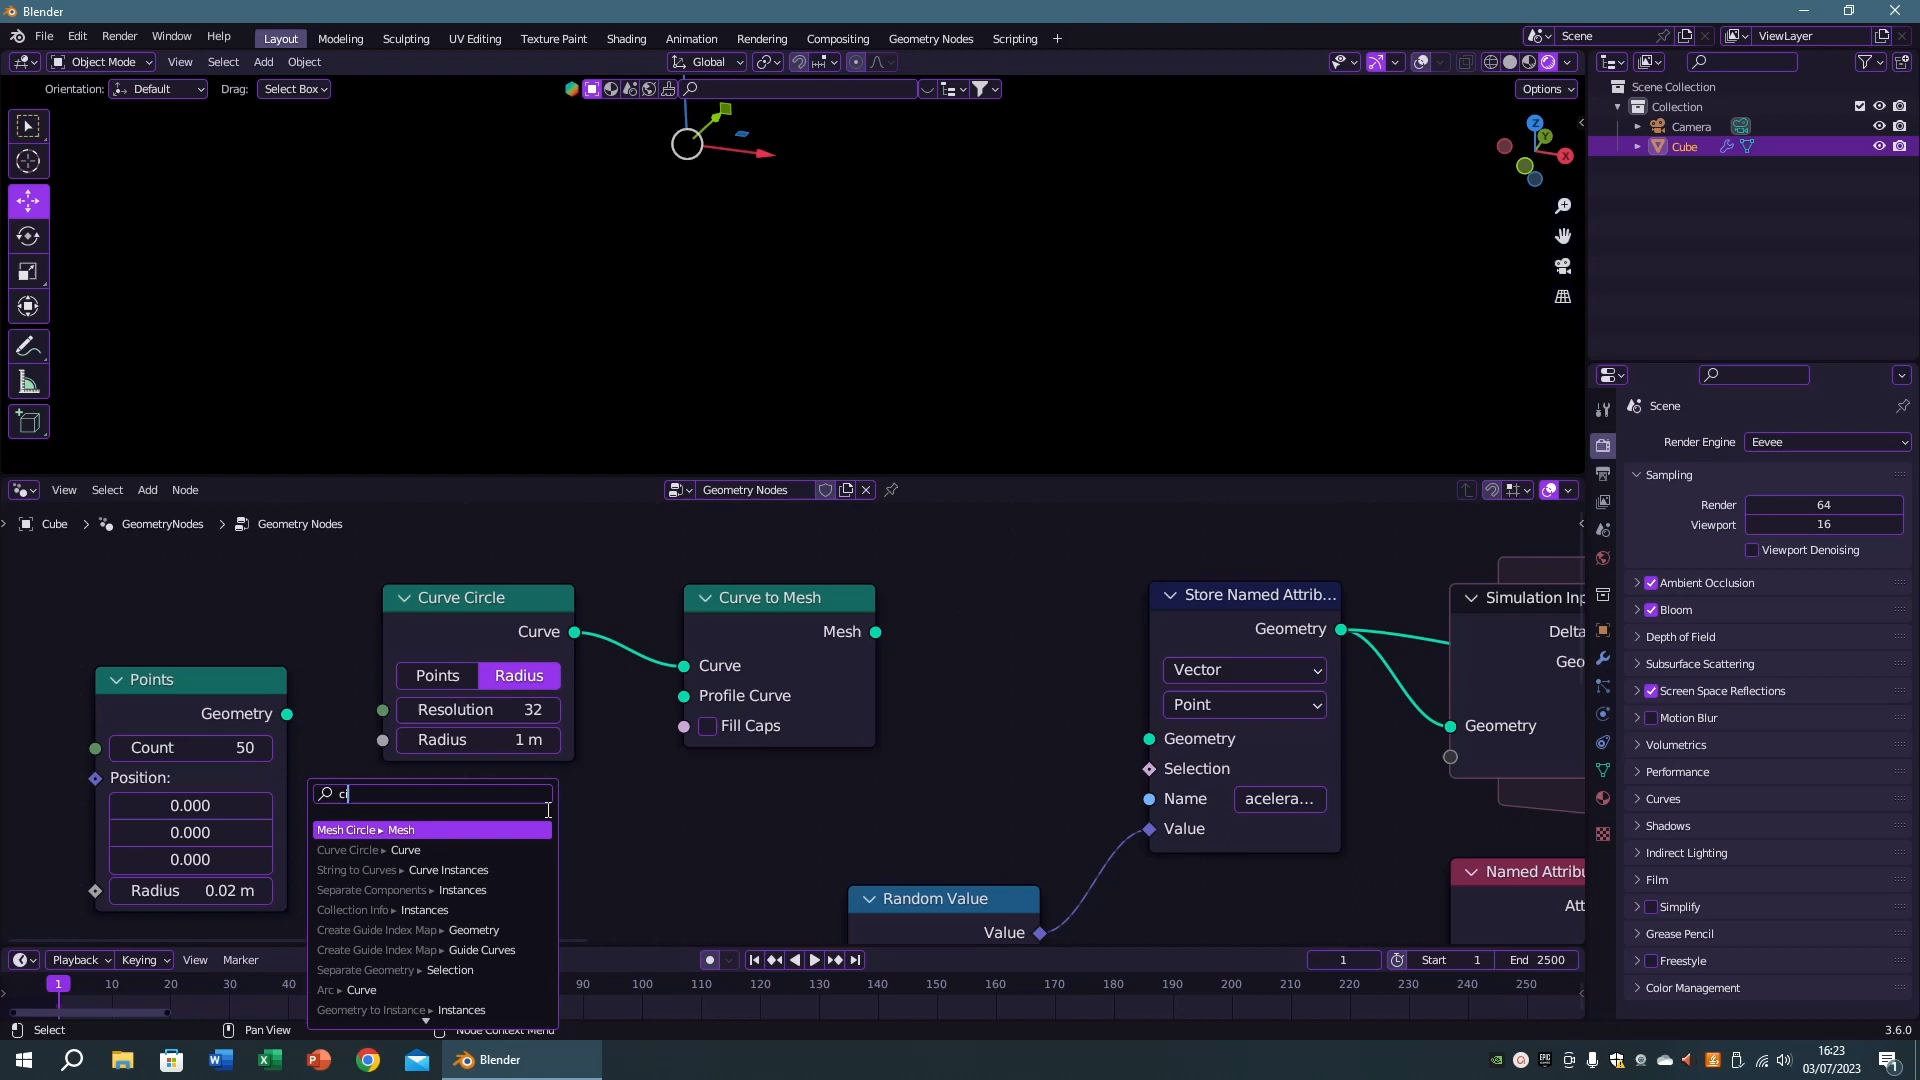 Blender
File Edit Render Window Help Layout Modeling Sculpting UV Editing Texture Paint Shading Animation Rendering Compositing Geometry Nodes Scripting + Scene ViewLayer
Object Mode View Select Add Object Global
Orientation: Default Drag: Select Box Options
Z
Y
X
Scene Collection
Collection
Camera
Cube
Scene
Render Engine Eevee
Sampling
Render 64
Viewport 16
Viewport Denoising
Ambient Occlusion
Bloom
Depth of Field
Subsurface Scattering
Screen Space Reflections
Motion Blur
Volumetrics
Performance
Curves
Shadows
Indirect Lighting
Film
Simplify
Grease Pencil
Freestyle
Color Management
View Select Add Node Geometry Nodes
Cube > GeometryNodes > Geometry Nodes
Points
Geometry
Count 50
Position:
0.000
0.000
0.000
Radius 0.02 m
Curve Circle
Curve
Points Radius
Resolution 32
Radius 1 m
Curve to Mesh
Mesh
Curve
Profile Curve
Fill Caps
ci
Mesh Circle ▸ Mesh
Curve Circle ▸ Curve
String to Curves ▸ Curve Instances
Separate Components ▸ Instances
Collection Info ▸ Instances
Create Guide Index Map ▸ Geometry
Create Guide Index Map ▸ Guide Curves
Separate Geometry ▸ Selection
Arc ▸ Curve
Geometry to Instance ▸ Instances
Random Value
Value
Store Named Attrib...
Geometry
Vector
Point
Geometry
Selection
Name acelera...
Value
Simulation Inp
Delta
Geo
Geometry
Named Attribu
Att
Playback Keying View Marker 1 Start 1 End 2500
1 10 20 30 40 90 100 110 120 130 140 150 160 170 180 190 200 210 220 230 240 250
Select Pan View Node Context Menu 3.6.0
Blender
16:23
03/07/2023
1